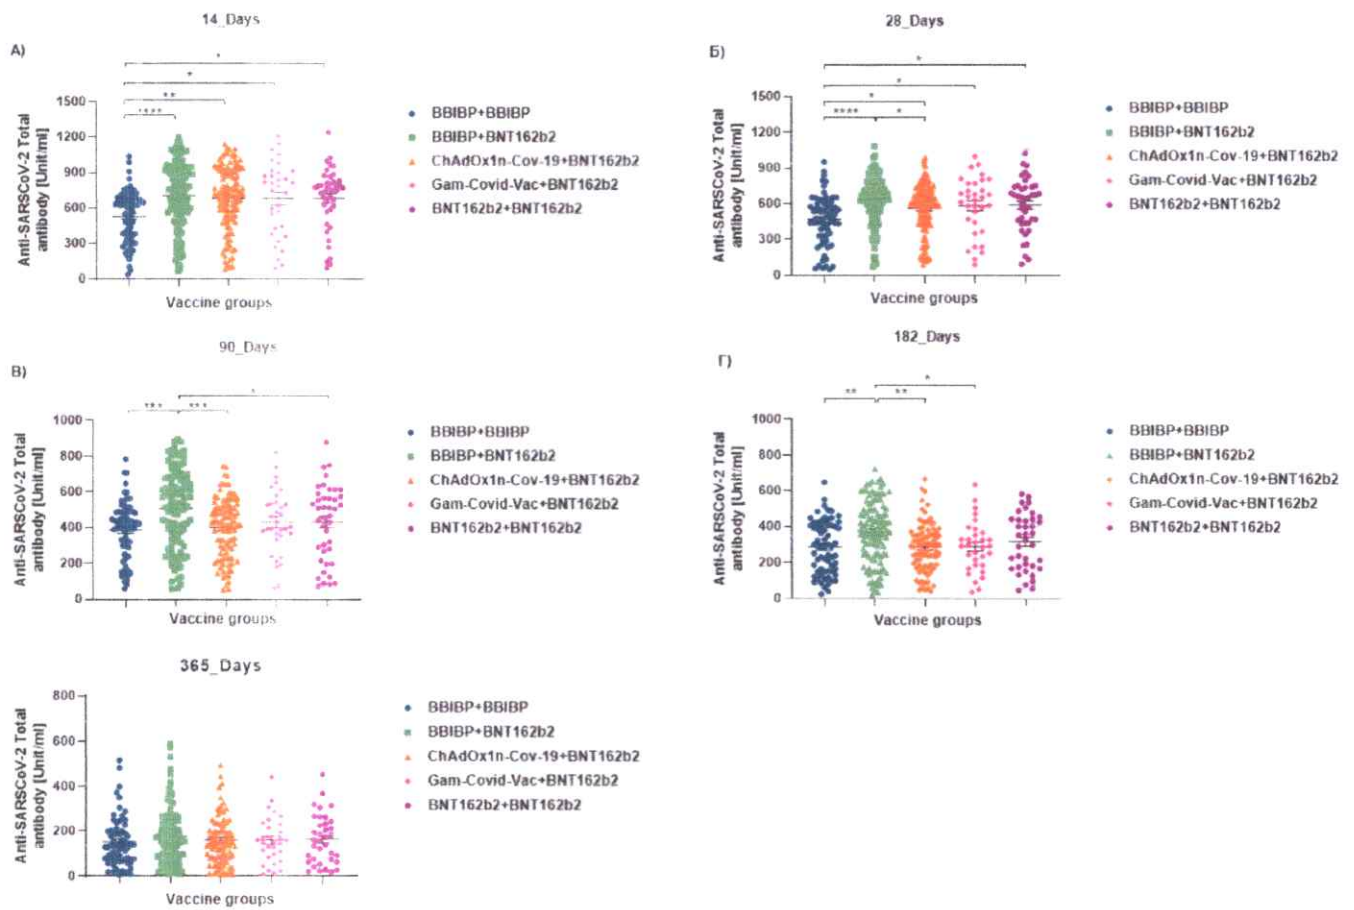 14_Days
A)
*
*
**
****
1500
1200
900
600
300
0
Anti-SARSCoV-2 Total
antibody [Unit/ml]
Vaccine groups
BBIBP+BBIBP
BBIBP+BNT162b2
ChAdOx1n-Cov-19+BNT162b2
Gam-Covid-Vac+BNT162b2
BNT162b2+BNT162b2
28_Days
Б)
*
*
*
**** *
1500
1200
900
600
300
0
Anti-SARSCoV-2 Total
antibody [Unit/ml]
Vaccine groups
BBIBP+BBIBP
BBIBP+BNT162b2
ChAdOx1n-Cov-19+BNT162b2
Gam-Covid-Vac+BNT162b2
BNT162b2+BNT162b2
90_Days
В)
*
*** ***
1000
800
600
400
200
0
Anti-SARSCoV-2 Total
antibody [Unit/ml]
Vaccine groups
BBIBP+BBIBP
BBIBP+BNT162b2
ChAdOx1n-Cov-19+BNT162b2
Gam-Covid-Vac+BNT162b2
BNT162b2+BNT162b2
182_Days
Г)
*
** **
1000
800
600
400
200
0
Anti-SARSCoV-2 Total
antibody [Unit/ml]
Vaccine groups
BBIBP+BBIBP
BBIBP+BNT162b2
ChAdOx1n-Cov-19+BNT162b2
Gam-Covid-Vac+BNT162b2
BNT162b2+BNT162b2
365_Days
800
600
400
200
0
Anti-SARSCoV-2 Total
antibody [Unit/ml]
Vaccine groups
BBIBP+BBIBP
BBIBP+BNT162b2
ChAdOx1n-Cov-19+BNT162b2
Gam-Covid-Vac+BNT162b2
BNT162b2+BNT162b2